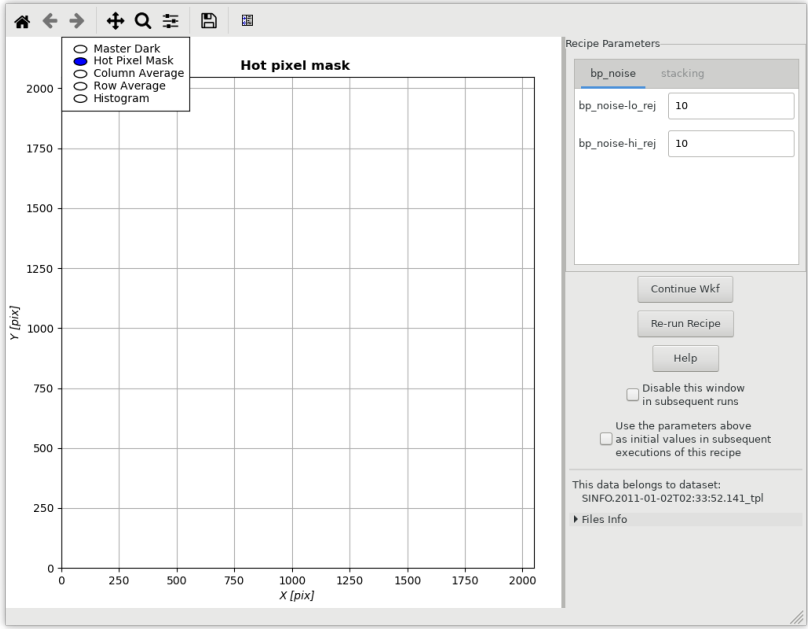 Master Dark
Hot Pixel Mask
Column Average
Row Average
Histogram
Hot pixel mask
2000
1750
1500
1250
1000
750
500
250
0
Y [pix]
0 250 500 750 1000 1250 1500 1750 2000
X [pix]
Recipe Parameters
bp_noise stacking
bp_noise-lo_rej 10
bp_noise-hi_rej 10
Continue Wkf
Re-run Recipe
Help
Disable this window
in subsequent runs
Use the parameters above
as initial values in subsequent
executions of this recipe
This data belongs to dataset:
SINFO.2011-01-02T02:33:52.141_tpl
Files Info